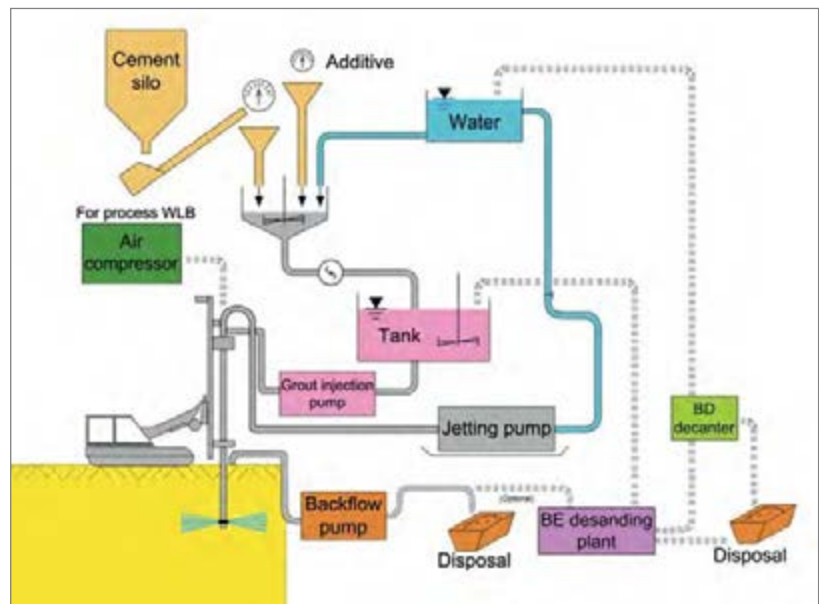 Cement
silo
Additive
Water
For process WLB
Air
compressor
Tank
Grout injection
pump
Jetting pump
BD
decanter
Backflow
pump
(Optional)
BE desanding
plant
Disposal
Disposal